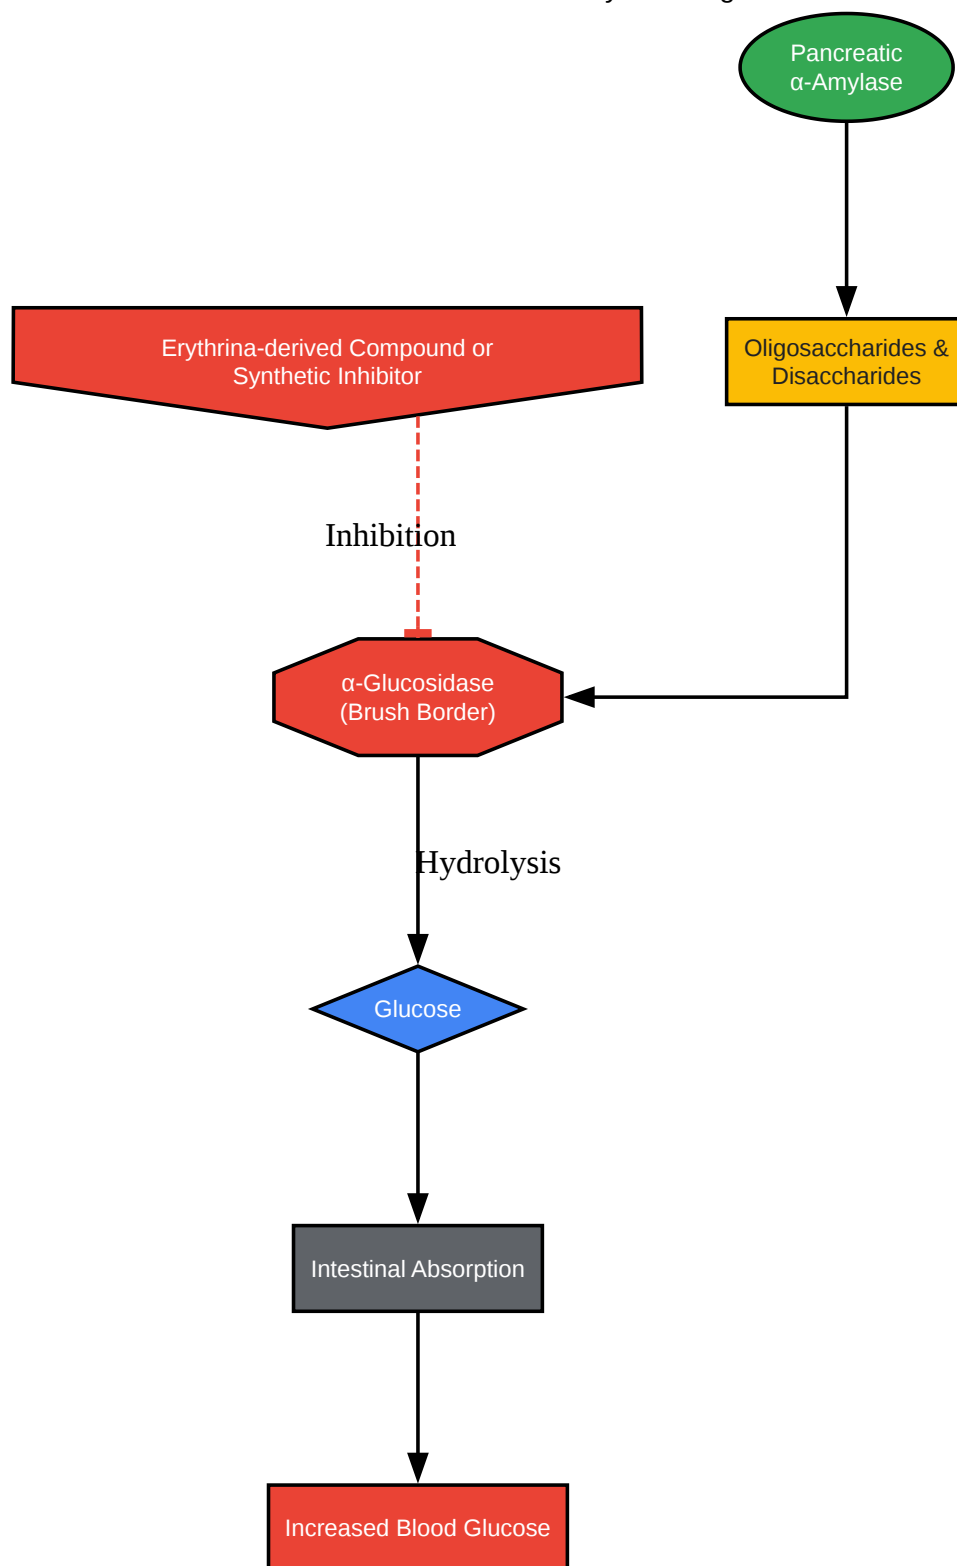 Pancreatic
α-Amylase
Erythrina-derived Compound or
Synthetic Inhibitor
Oligosaccharides &
Disaccharides
Inhibition
α-Glucosidase
(Brush Border)
Hydrolysis
Glucose
Intestinal Absorption
Increased Blood Glucose